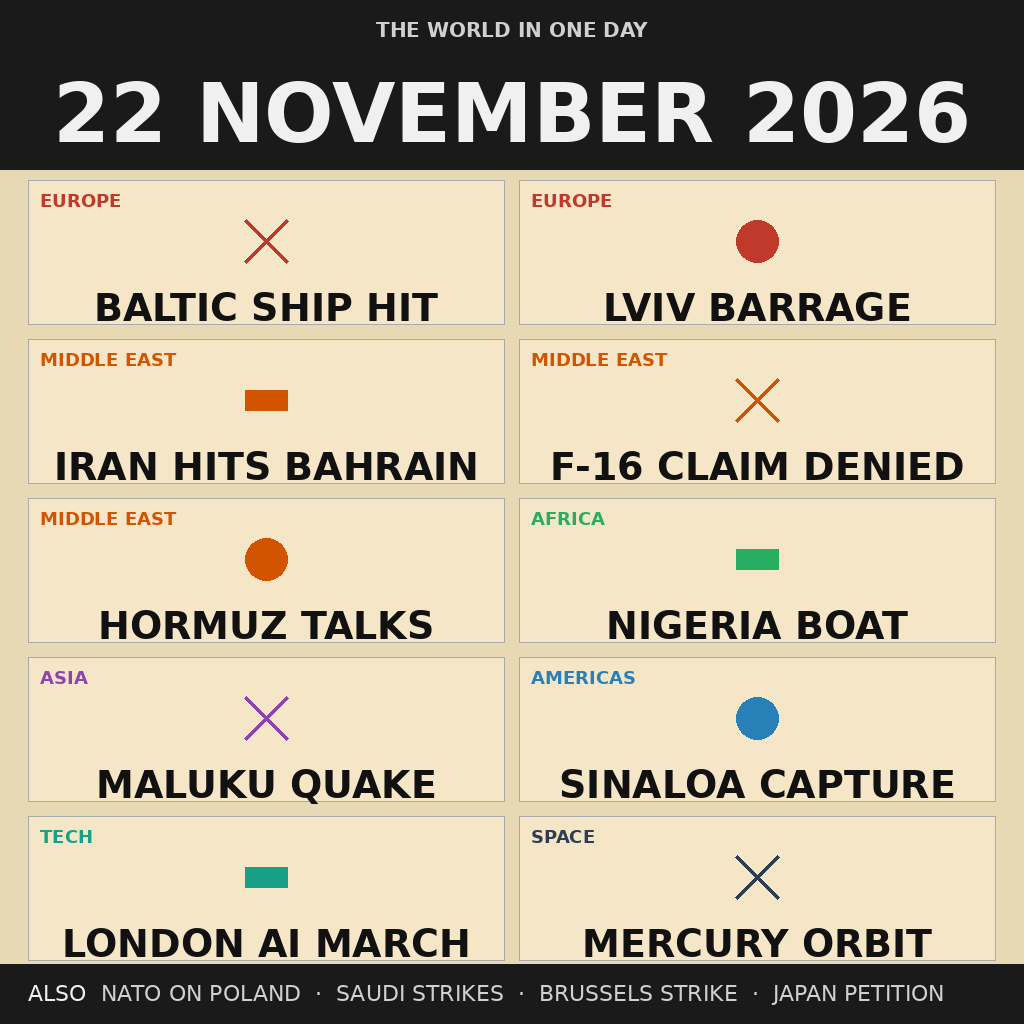 THE WORLD IN ONE DAY
22 NOVEMBER 2026
EUROPE
BALTIC SHIP HIT
EUROPE
LVIV BARRAGE
MIDDLE EAST
IRAN HITS BAHRAIN
MIDDLE EAST
F-16 CLAIM DENIED
MIDDLE EAST
HORMUZ TALKS
AFRICA
NIGERIA BOAT
ASIA
MALUKU QUAKE
AMERICAS
SINALOA CAPTURE
TECH
LONDON AI MARCH
SPACE
MERCURY ORBIT
ALSO NATO ON POLAND · SAUDI STRIKES · BRUSSELS STRIKE · JAPAN PETITION